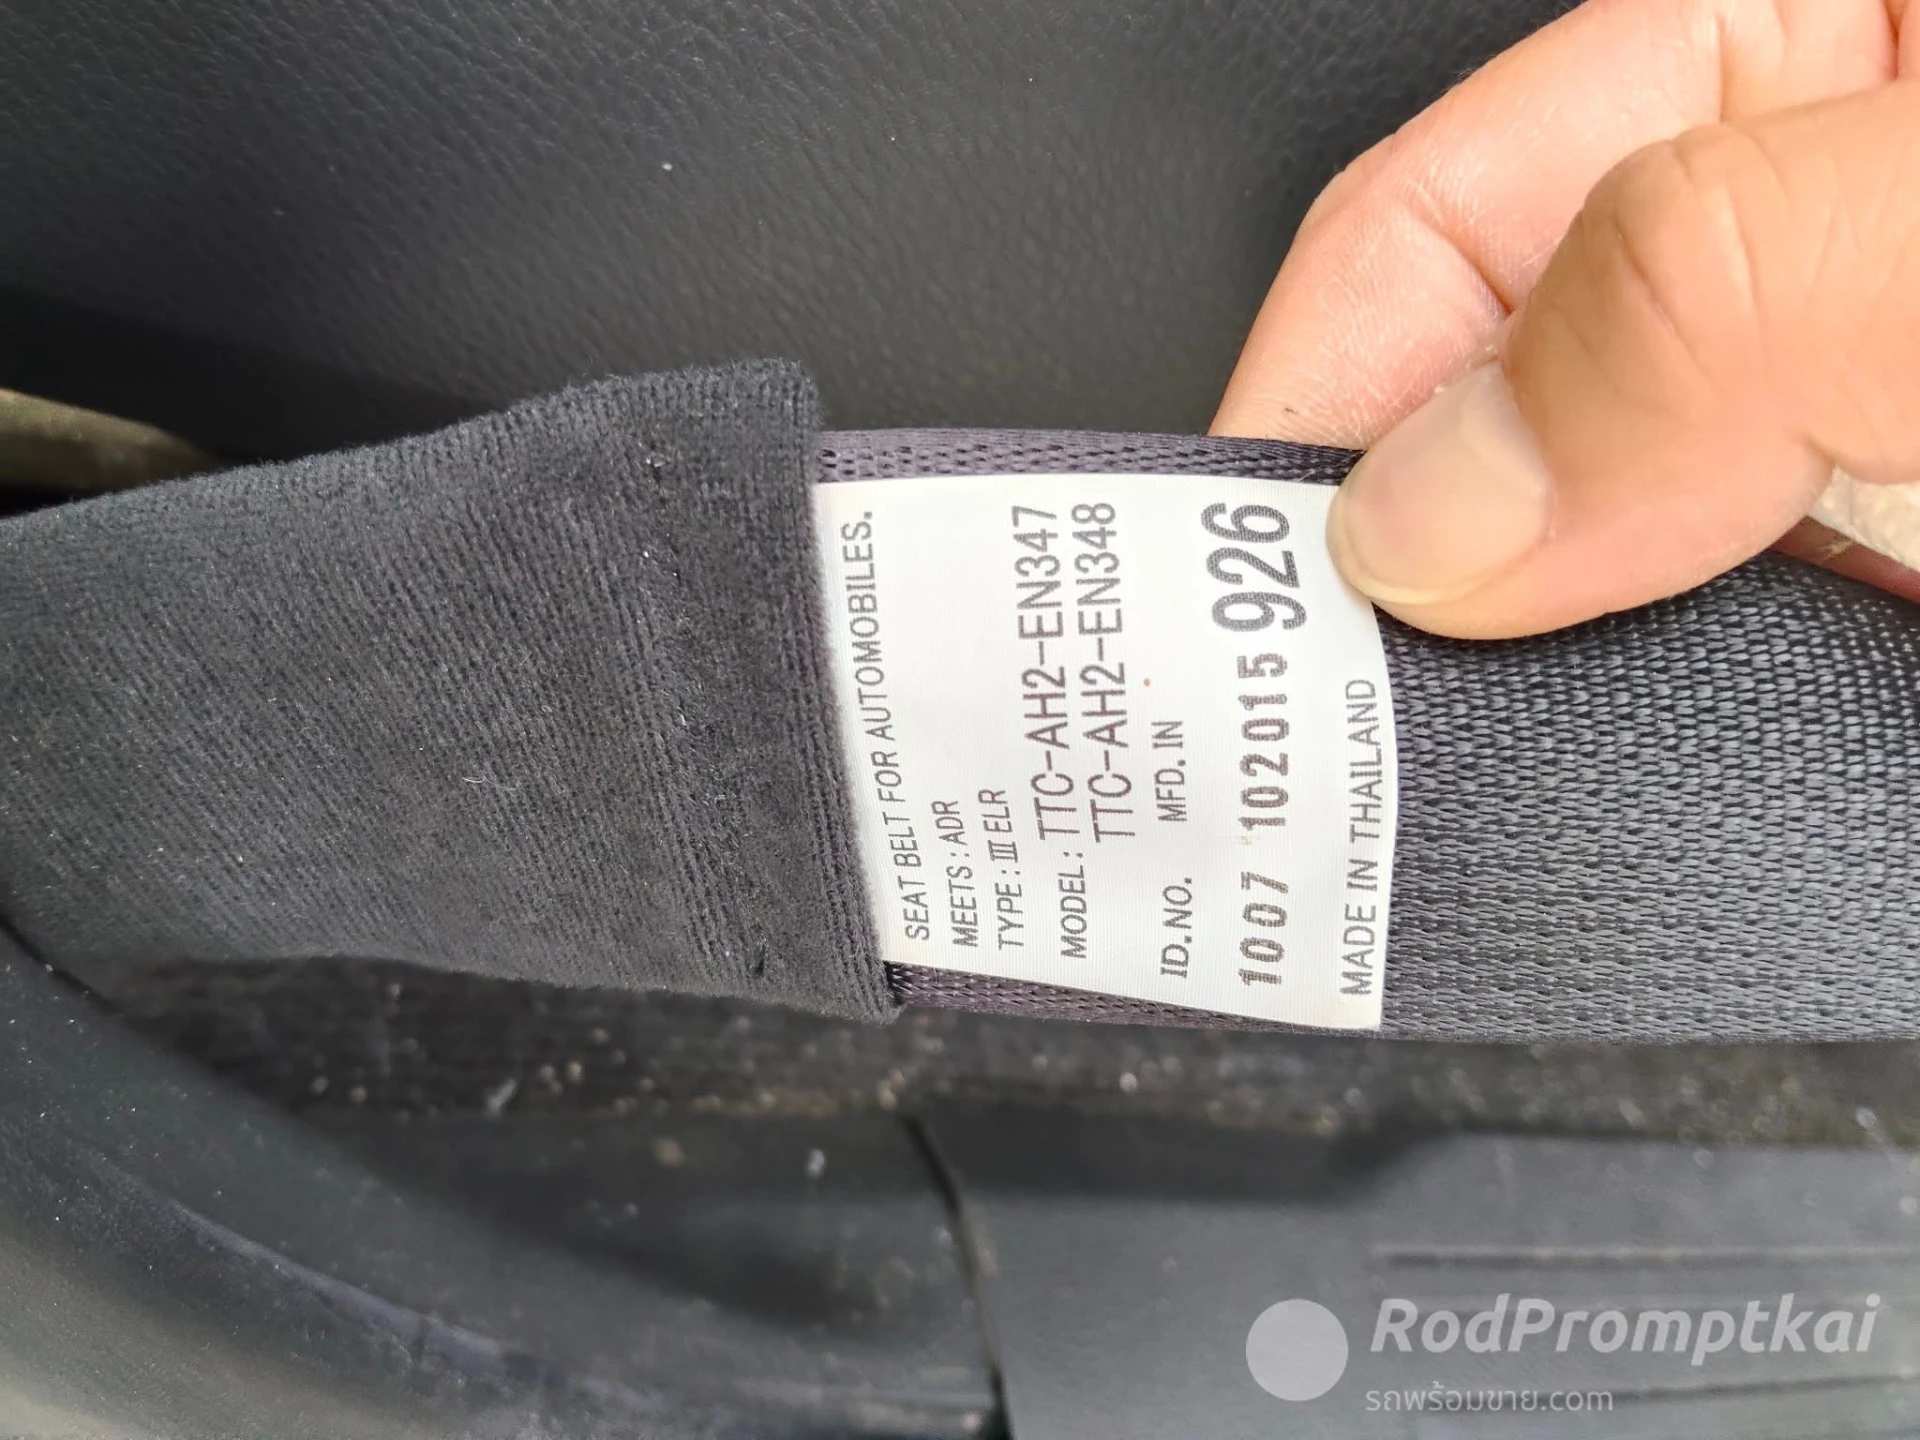 SEAT BELT FOR AUTOMOBILES.
MEETS : ADR
TYPE : III ELR
MODEL : TTC-AH2-EN347
TTC-AH2-EN348
ID.NO. MFD.IN
1007 102015 926
MADE IN THAILAND
RodPromptkai
รถพร้อมขาย.com